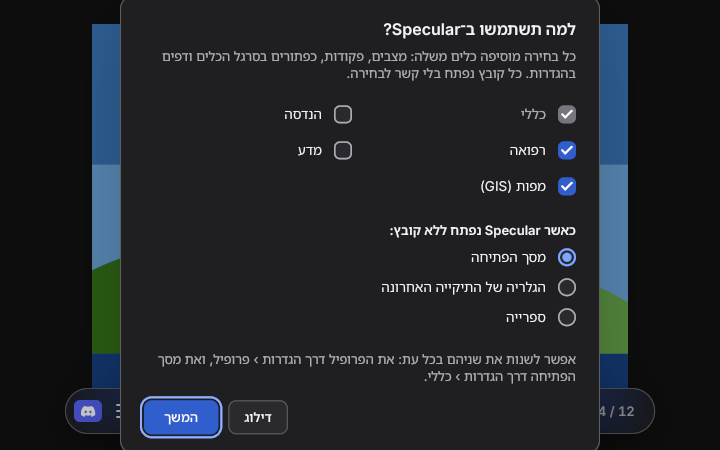 למה תשתמשו ב־Specular?
כל בחירה מוסיפה כלים משלה: מצבים, פקודות, כפתורים בסרגל הכלים ודפים
בהגדרות. כל קובץ נפתח בלי קשר לבחירה.
כללי
הנדסה
רפואה
מדע
מפות (GIS)
כאשר Specular נפתח ללא קובץ:
מסך הפתיחה
הגלריה של התיקייה האחרונה
ספרייה
אפשר לשנות את שניהם בכל עת: את הפרופיל דרך הגדרות › פרופיל, ואת מסך
הפתיחה דרך הגדרות › כללי.
דילוג
המשך
4 / 12